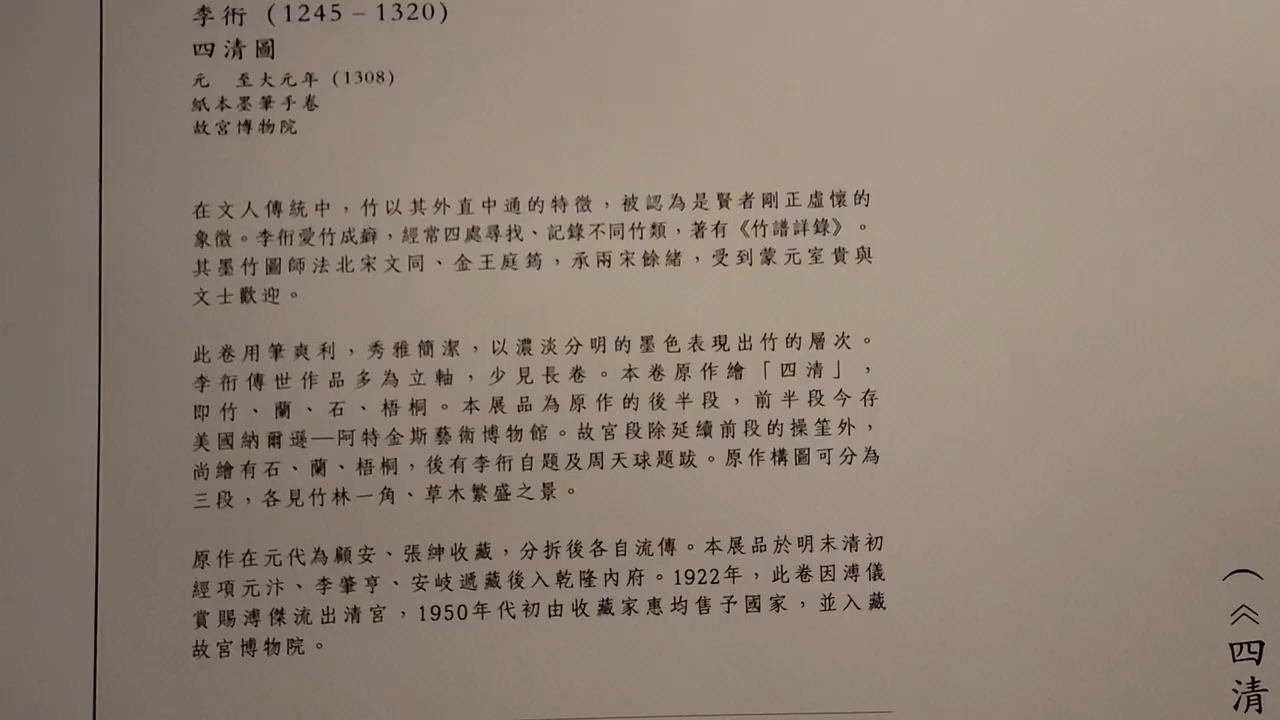 李衎 (1245 – 1320)
四清圖
元　至大元年 (1308)
紙本墨筆手卷
故宮博物院
在文人傳統中，竹以其外直中通的特徵，被認為是賢者剛正虛懷的
象徵。李衎愛竹成癖，經常四處尋找、記錄不同竹類，著有《竹譜詳錄》。
其墨竹圖師法北宋文同、金王庭筠，承兩宋餘緒，受到蒙元室貴與
文士歡迎。
此卷用筆爽利，秀雅簡潔，以濃淡分明的墨色表現出竹的層次。
李衎傳世作品多為立軸，少見長卷。本卷原作繪「四清」，
即竹、蘭、石、梧桐。本展品為原作的後半段，前半段今存
美國納爾遜—阿特金斯藝術博物館。故宮段除延續前段的操筀外，
尚繪有石、蘭、梧桐，後有李衎自題及周天球題跋。原作構圖可分為
三段，各見竹林一角、草木繁盛之景。
原作在元代為顧安、張紳收藏，分拆後各自流傳。本展品於明末清初
經項元汴、李肇亨、安岐遞藏後入乾隆內府。1922年，此卷因溥儀
賞賜溥傑流出清宮，1950年代初由收藏家惠均售予國家，並入藏
故宮博物院。
（《四清